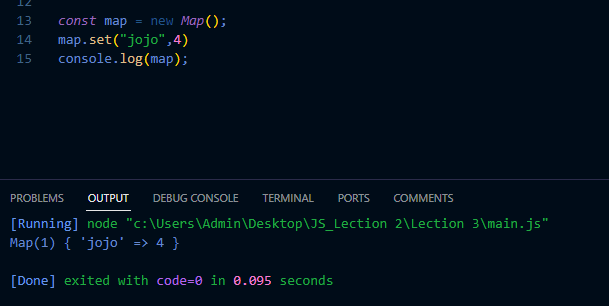 12
13 const map = new Map();
14 map.set("jojo",4)
15 console.log(map);
PROBLEMS OUTPUT DEBUG CONSOLE TERMINAL PORTS COMMENTS
[Running] node "c:\Users\Admin\Desktop\JS_Lection 2\Lection 3\main.js"
Map(1) { 'jojo' => 4 }
[Done] exited with code=0 in 0.095 seconds